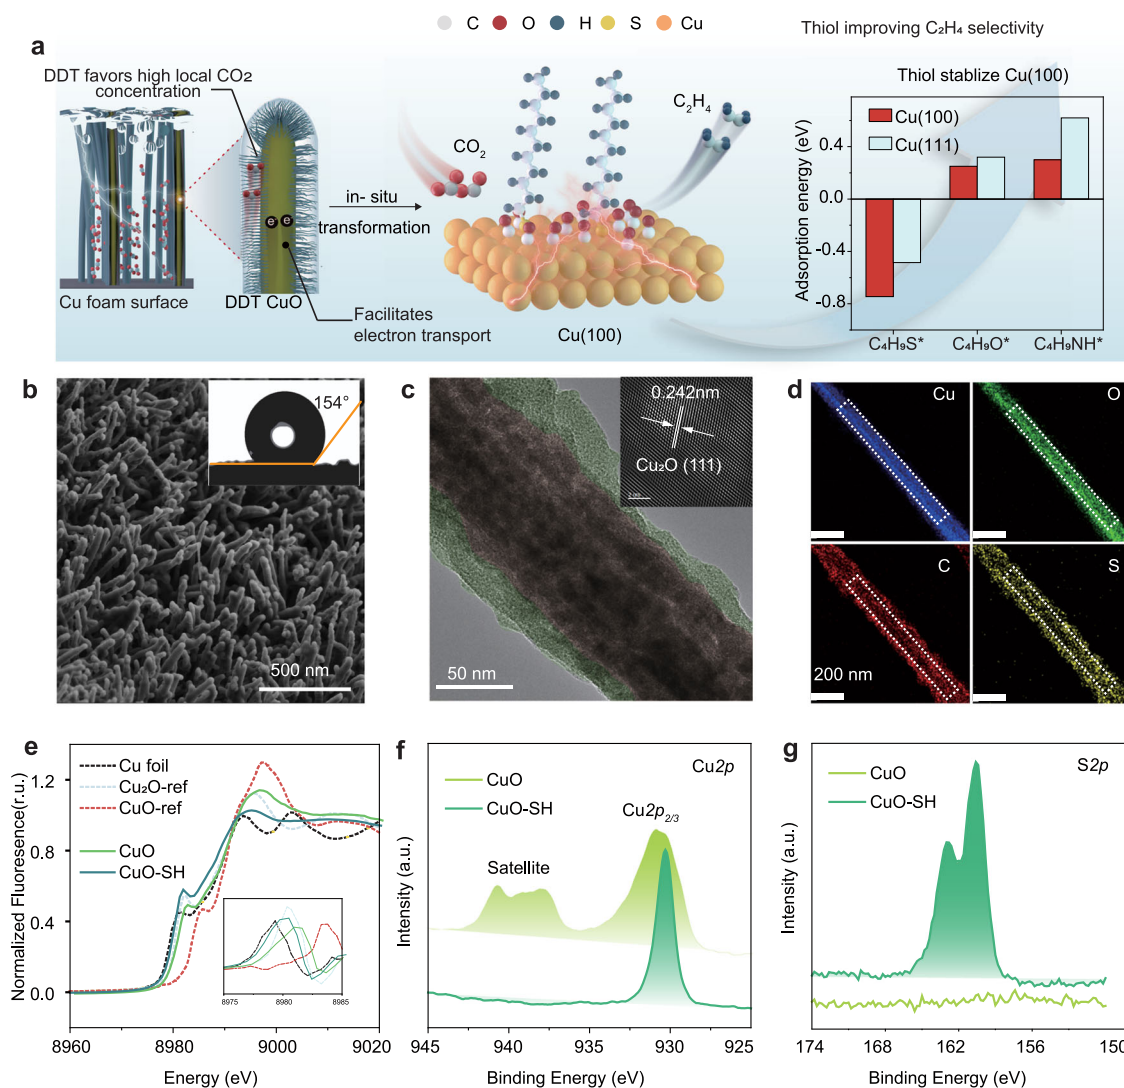 C O H S Cu
a
Thiol improving C₂H₄ selectivity
DDT favors high local CO₂
concentration
Cu foam surface
DDT CuO
e e
Facilitates
electron transport
in- situ
transformation
CO₂
C₂H₄
Cu(100)
Thiol stablize Cu(100)
Cu(100)
Cu(111)
Adsorption energy (eV)
0.4
0.0
-0.4
-0.8
C₄H₉S* C₄H₉O* C₄H₉NH*
b
154°
500 nm
c
0.242nm
Cu₂O (111)
50 nm
d
Cu
O
C
S
200 nm
e
Cu foil
Cu₂O-ref
CuO-ref
CuO
CuO-SH
Normalized Fluorescence(r.u.)
1.2
0.8
0.4
0.0
8975 8980 8985
8960 8980 9000 9020
Energy (eV)
f
Cu2p
CuO
CuO-SH
Cu2p2/3
Satellite
Intensity (a.u.)
945 940 935 930 925
Binding Energy (eV)
g
S2p
CuO
CuO-SH
Intensity (a.u.)
174 168 162 156 150
Binding Energy (eV)